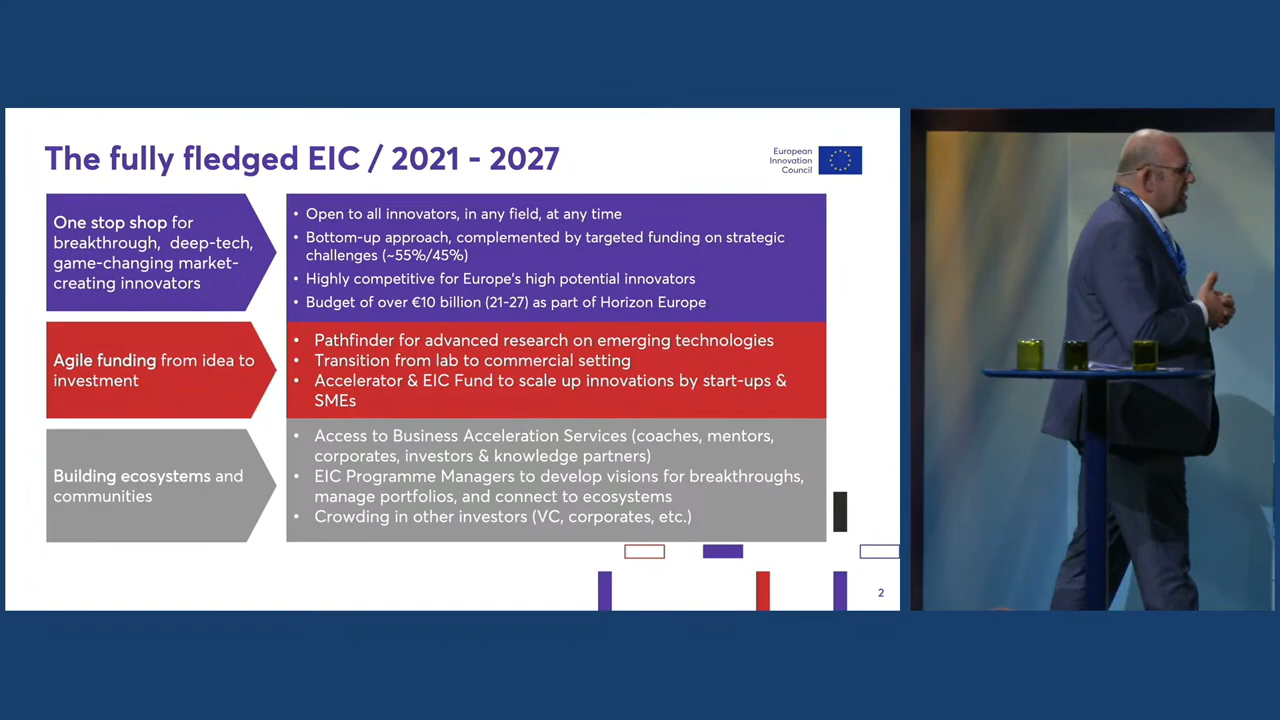 The fully fledged EIC / 2021 - 2027
European
Innovation
Council
One stop shop for
breakthrough, deep-tech,
game-changing market-
creating innovators
• Open to all innovators, in any field, at any time
• Bottom-up approach, complemented by targeted funding on strategic
challenges (~55%/45%)
• Highly competitive for Europe's high potential innovators
• Budget of over €10 billion (21-27) as part of Horizon Europe
Agile funding from idea to
investment
• Pathfinder for advanced research on emerging technologies
• Transition from lab to commercial setting
• Accelerator & EIC Fund to scale up innovations by start-ups &
SMEs
Building ecosystems and
communities
• Access to Business Acceleration Services (coaches, mentors,
corporates, investors & knowledge partners)
• EIC Programme Managers to develop visions for breakthroughs,
manage portfolios, and connect to ecosystems
• Crowding in other investors (VC, corporates, etc.)
2